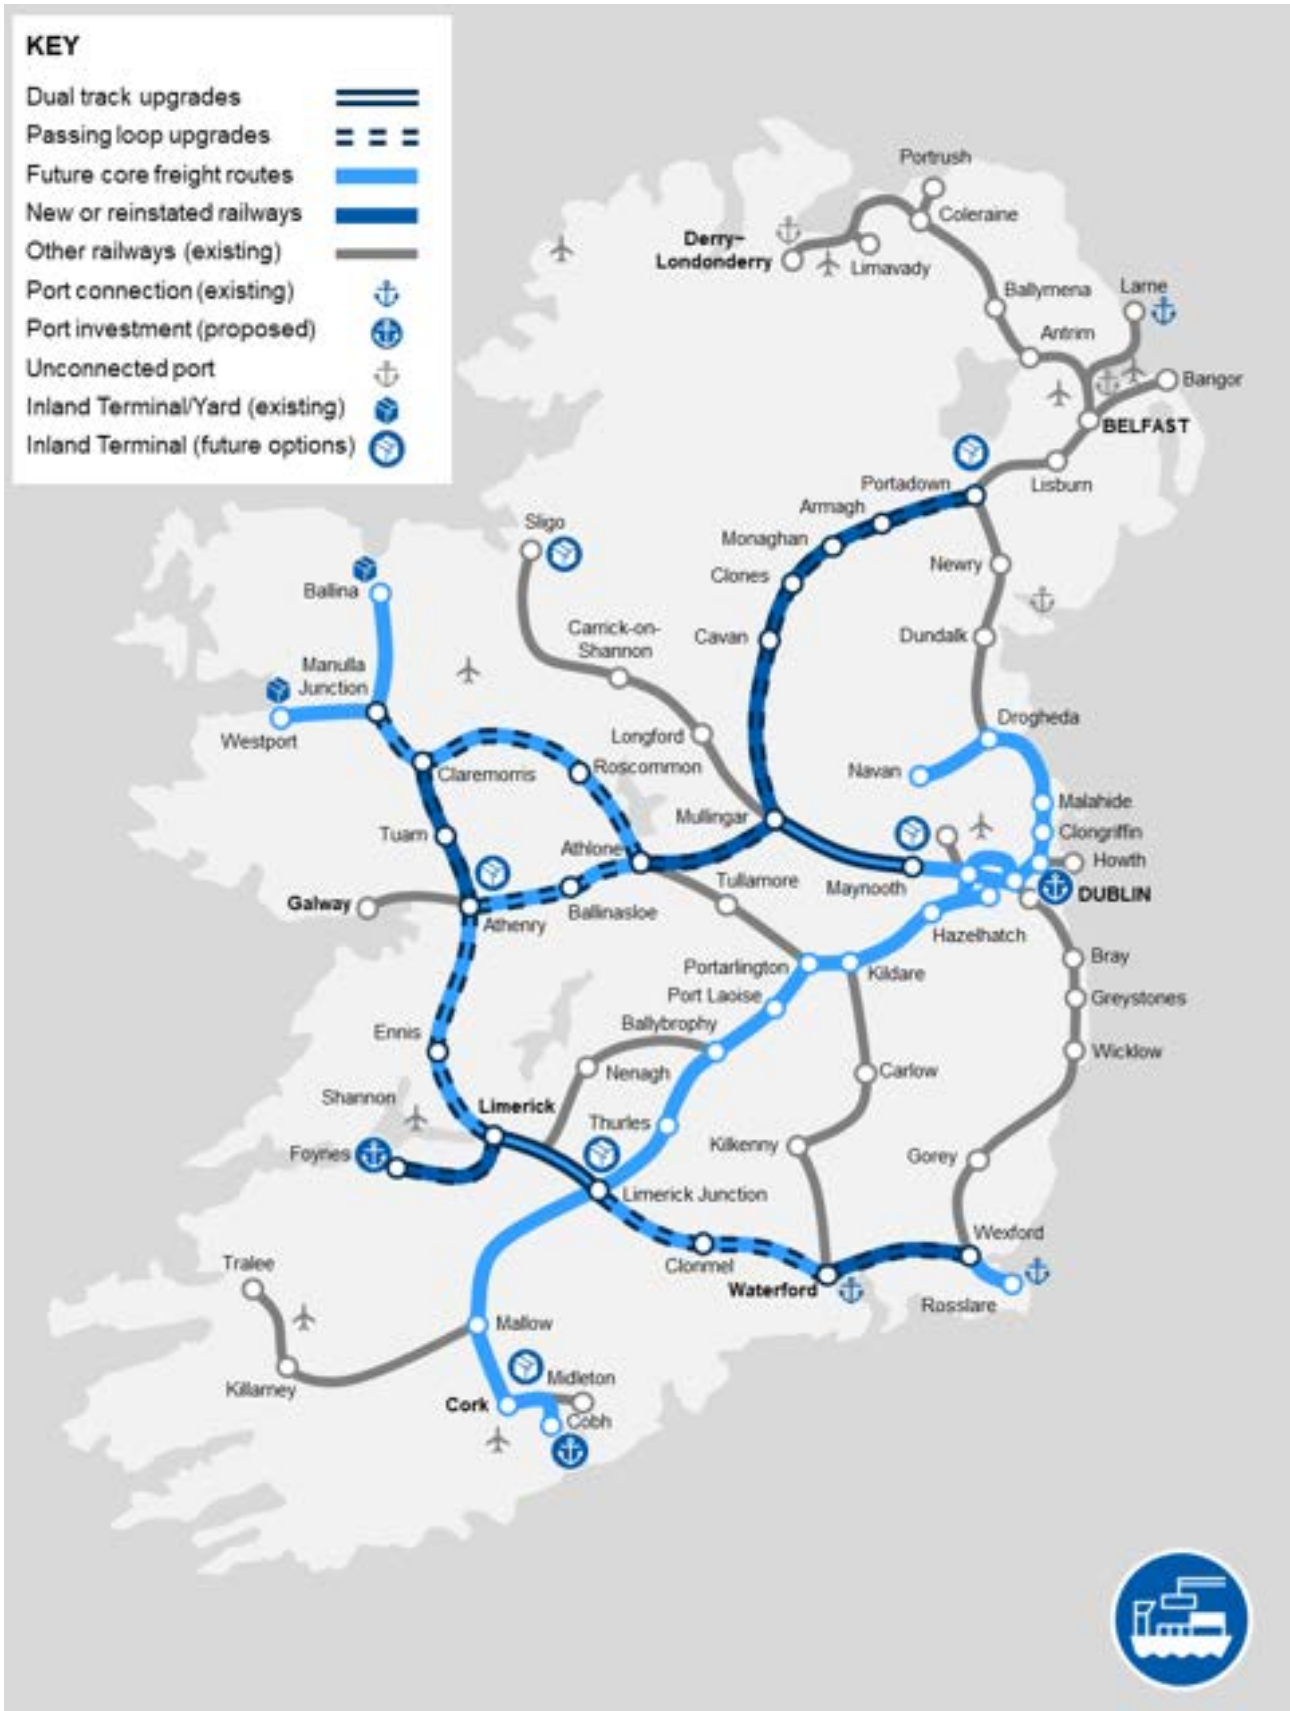 KEY
Dual track upgrades
Passing loop upgrades
Future core freight routes
New or reinstated railways
Other railways (existing)
Port connection (existing)
Port investment (proposed)
Unconnected port
Inland Terminal/Yard (existing)
Inland Terminal (future options)
Portrush
Coleraine
Derry–
Londonderry
Limavady
Ballymena
Larne
Antrim
Bangor
BELFAST
Lisburn
Portadown
Armagh
Monaghan
Clones
Newry
Cavan
Dundalk
Sligo
Ballina
Carrick-on-
Shannon
Manulla
Junction
Westport
Longford
Drogheda
Claremorris
Roscommon
Navan
Malahide
Mullingar
Clongriffin
Tuam
Athlone
Howth
Tullamore
Maynooth
DUBLIN
Galway
Ballinasloe
Athenry
Hazelhatch
Bray
Portarlington
Kildare
Port Laoise
Greystones
Ballybrophy
Ennis
Wicklow
Nenagh
Carlow
Shannon
Limerick
Thurles
Kilkenny
Foynes
Gorey
Limerick Junction
Wexford
Tralee
Clonmel
Waterford
Rosslare
Mallow
Killarney
Midleton
Cork
Cobh